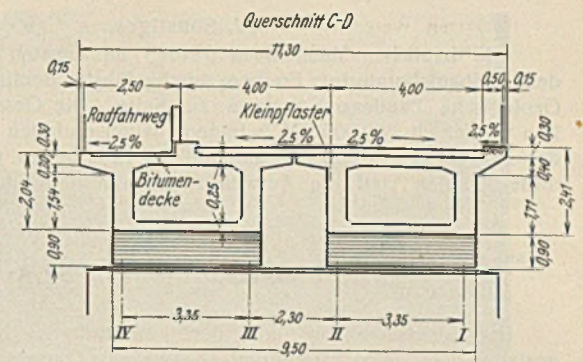 Querschnitt C-D
11,30
0,15
2,50
4,00
4,00
0,50
0,15
Radfahrweg
Kleinpflaster
2,5%
2,5%
2,5%
2,5%
0,30
0,20
2,04
1,54
0,90
Bitumen-
decke
0,25
0,30
0,40
1,71
2,41
0,90
3,35
2,30
3,35
IV
III
II
I
9,50